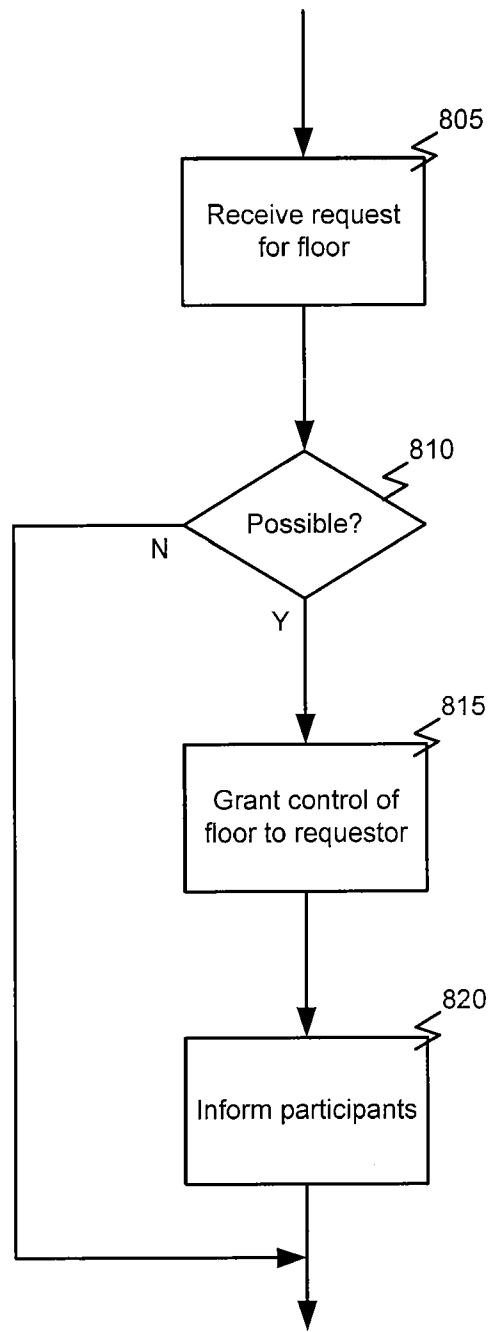 805
Receive request
for floor
810
Possible?
N
Y
815
Grant control of
floor to requestor
820
Inform participants